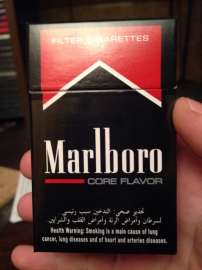 FILTER CIGARETTES
Marlboro
CORE FLAVOR
تحذير صحي: التدخين سبب رئيسي
لسرطان وأمراض الرئة وأمراض القلب والشرايين.
Health Warning: Smoking is a main cause of lung
cancer, lung diseases and of heart and arteries diseases.